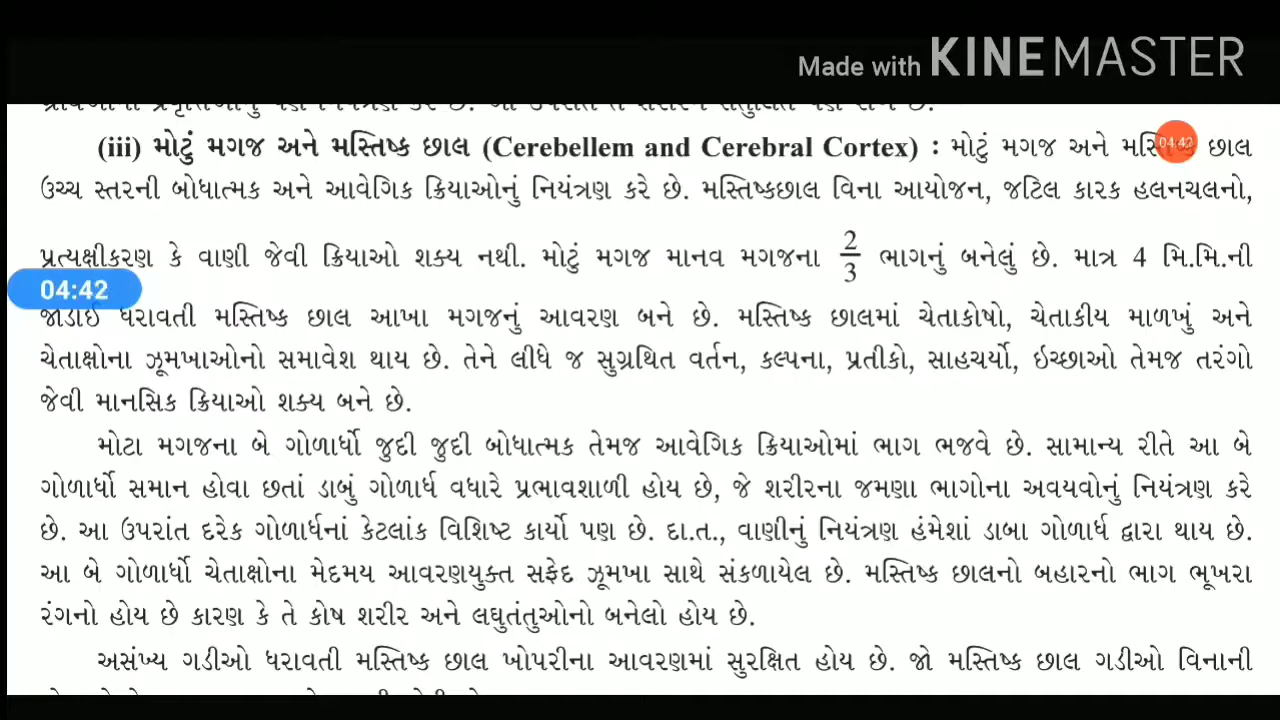 Made with KINEMASTER
(iii) મોટું મગજ અને મસ્તિષ્ક છાલ (Cerebellem and Cerebral Cortex) : મોટું મગજ અને છાલ
04:42
ઉચ્ચ સ્તરની બોધાત્મક અને આવેગિક ક્રિયાઓનું નિયંત્રણ કરે છે. મસ્તિષ્કછાલ વિના આયોજન, જટિલ કારક હલનચલનો,
પ્રત્યક્ષીકરણ કે વાણી જેવી ક્રિયાઓ શક્ય નથી. મોટું મગજ માનવ મગજના 2/3 ભાગનું બનેલું છે. માત્ર 4 મિ.મિ.ની
04:42
જાડાઈ ધરાવતી મસ્તિષ્ક છાલ આખા મગજનું આવરણ બને છે. મસ્તિષ્ક છાલમાં ચેતાકોષો, ચેતાકીય માળખું અને
ચેતાક્ષોના ઝૂમખાઓનો સમાવેશ થાય છે. તેને લીધે જ સુગ્રથિત વર્તન, કલ્પના, પ્રતીકો, સાહચર્યો, ઇચ્છાઓ તેમજ તરંગો
જેવી માનસિક ક્રિયાઓ શક્ય બને છે.
મોટા મગજના બે ગોળાર્ધો જુદી જુદી બોધાત્મક તેમજ આવેગિક ક્રિયાઓમાં ભાગ ભજવે છે. સામાન્ય રીતે આ બે
ગોળાર્ધો સમાન હોવા છતાં ડાબું ગોળાર્ધ વધારે પ્રભાવશાળી હોય છે, જે શરીરના જમણા ભાગોના અવયવોનું નિયંત્રણ કરે
છે. આ ઉપરાંત દરેક ગોળાર્ધનાં કેટલાંક વિશિષ્ટ કાર્યો પણ છે. દા.ત., વાણીનું નિયંત્રણ હંમેશાં ડાબા ગોળાર્ધ દ્વારા થાય છે.
આ બે ગોળાર્ધો ચેતાક્ષોના મેદમય આવરણયુક્ત સફેદ ઝૂમખા સાથે સંકળાયેલ છે. મસ્તિષ્ક છાલનો બહારનો ભાગ ભૂખરા
રંગનો હોય છે કારણ કે તે કોષ શરીર અને લઘુતંતુઓનો બનેલો હોય છે.
અસંખ્ય ગડીઓ ધરાવતી મસ્તિષ્ક છાલ ખોપરીના આવરણમાં સુરક્ષિત હોય છે. જો મસ્તિષ્ક છાલ ગડીઓ વિનાની